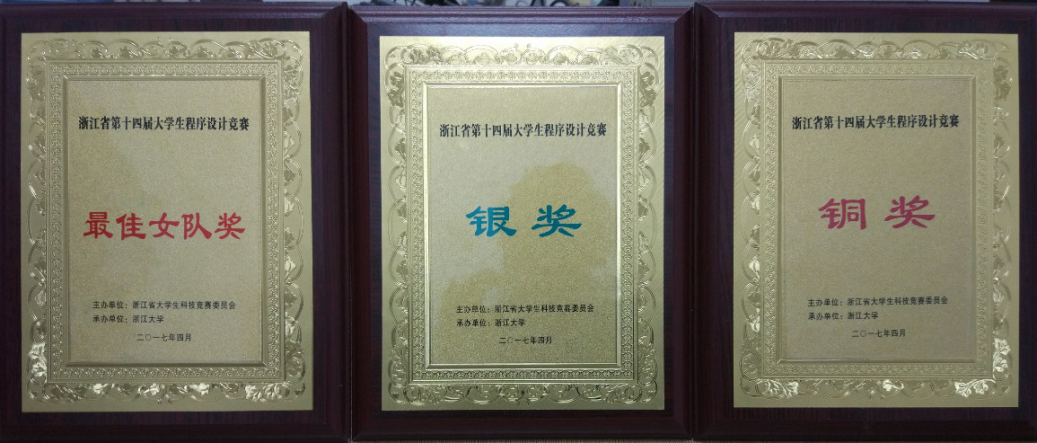 浙江省第十四届大学生程序设计竞赛
最佳女队奖
主办单位：浙江省大学生科技竞赛委员会
承办单位：浙江大学
二〇一七年四月
浙江省第十四届大学生程序设计竞赛
银奖
主办单位：浙江省大学生科技竞赛委员会
承办单位：浙江大学
二〇一七年四月
浙江省第十四届大学生程序设计竞赛
铜奖
主办单位：浙江省大学生科技竞赛委员会
承办单位：浙江大学
二〇一七年四月